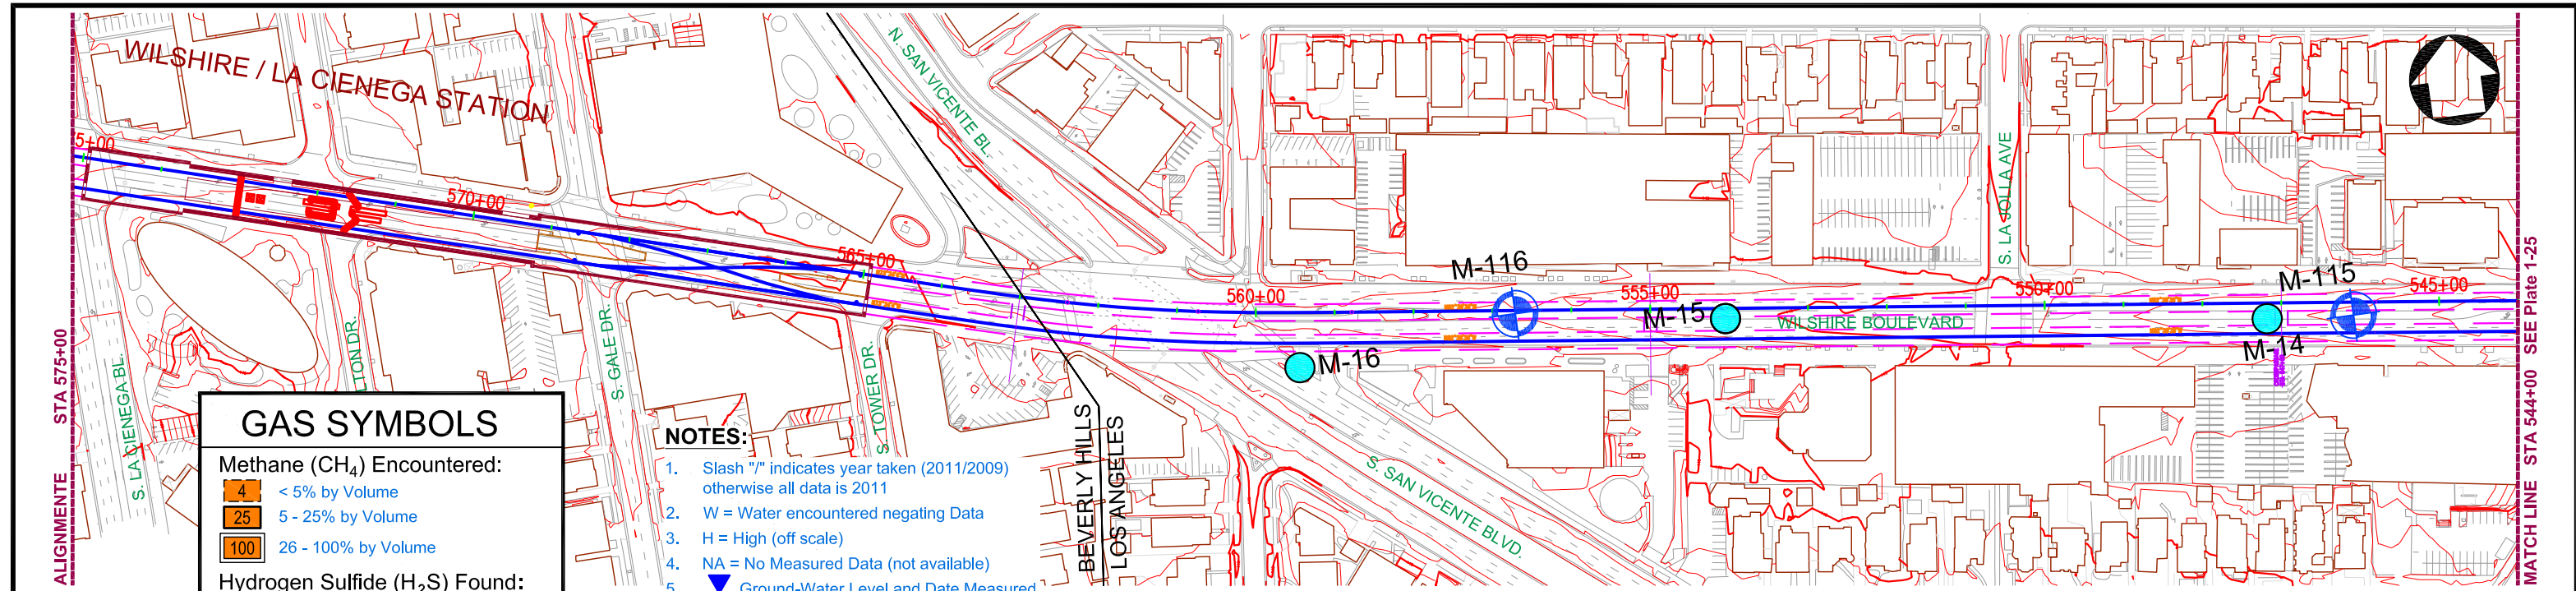 WILSHIRE / LA CIENEGA STATION
N. SAN VICENTE BL.
5+00
570+00
565+00
560+00
555+00
550+00
545+00
M-116
M-15
M-115
M-14
M-16
WILSHIRE BOULEVARD
S. LA JOLLA AVE
S. LA CIENEGA BL.
LTON DR.
S. GALE DR.
S. TOWER DR.
S. SAN VICENTE BLVD.
BEVERLY HILLS
LOS ANGELES
ALIGNMENTE STA 575+00
MATCH LINE STA 544+00 SEE Plate 1-25
GAS SYMBOLS
Methane (CH₄) Encountered:
4 < 5% by Volume
25 5 - 25% by Volume
100 26 - 100% by Volume
Hydrogen Sulfide (H₂S) Found:
NOTES:
1. Slash "/" indicates year taken (2011/2009)
otherwise all data is 2011
2. W = Water encountered negating Data
3. H = High (off scale)
4. NA = No Measured Data (not available)
5. Ground-Water Level and Date Measured